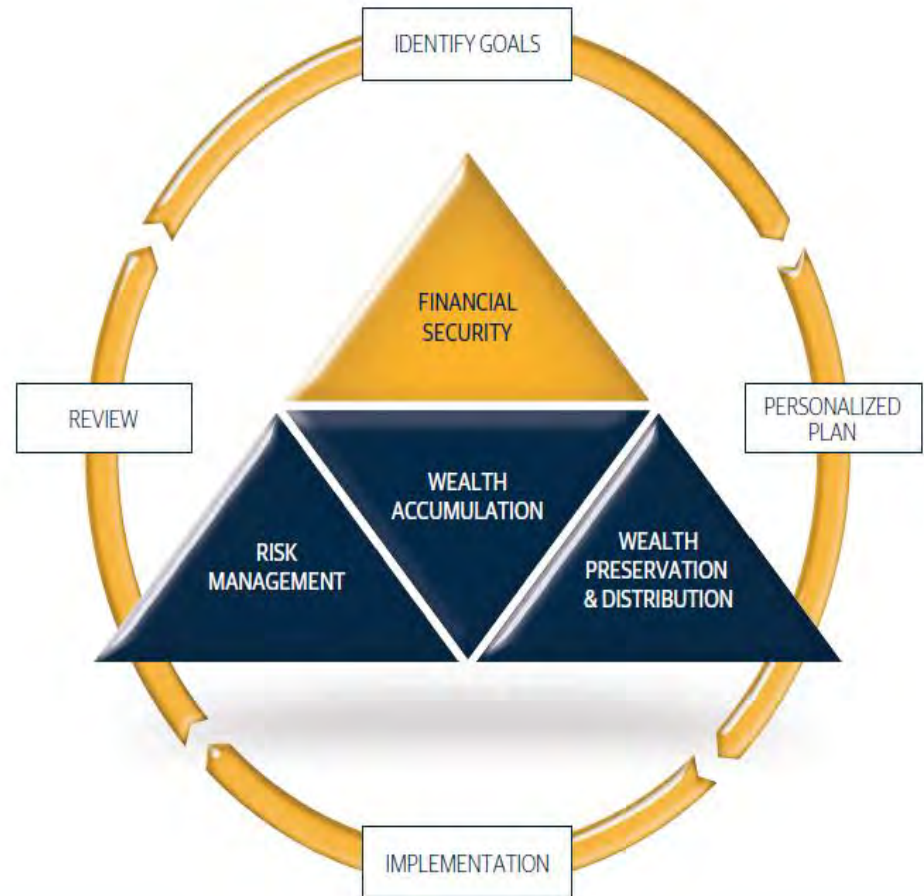 IDENTIFY GOALS
FINANCIAL
SECURITY
REVIEW
PERSONALIZED
PLAN
WEALTH
ACCUMULATION
RISK
MANAGEMENT
WEALTH
PRESERVATION
& DISTRIBUTION
IMPLEMENTATION